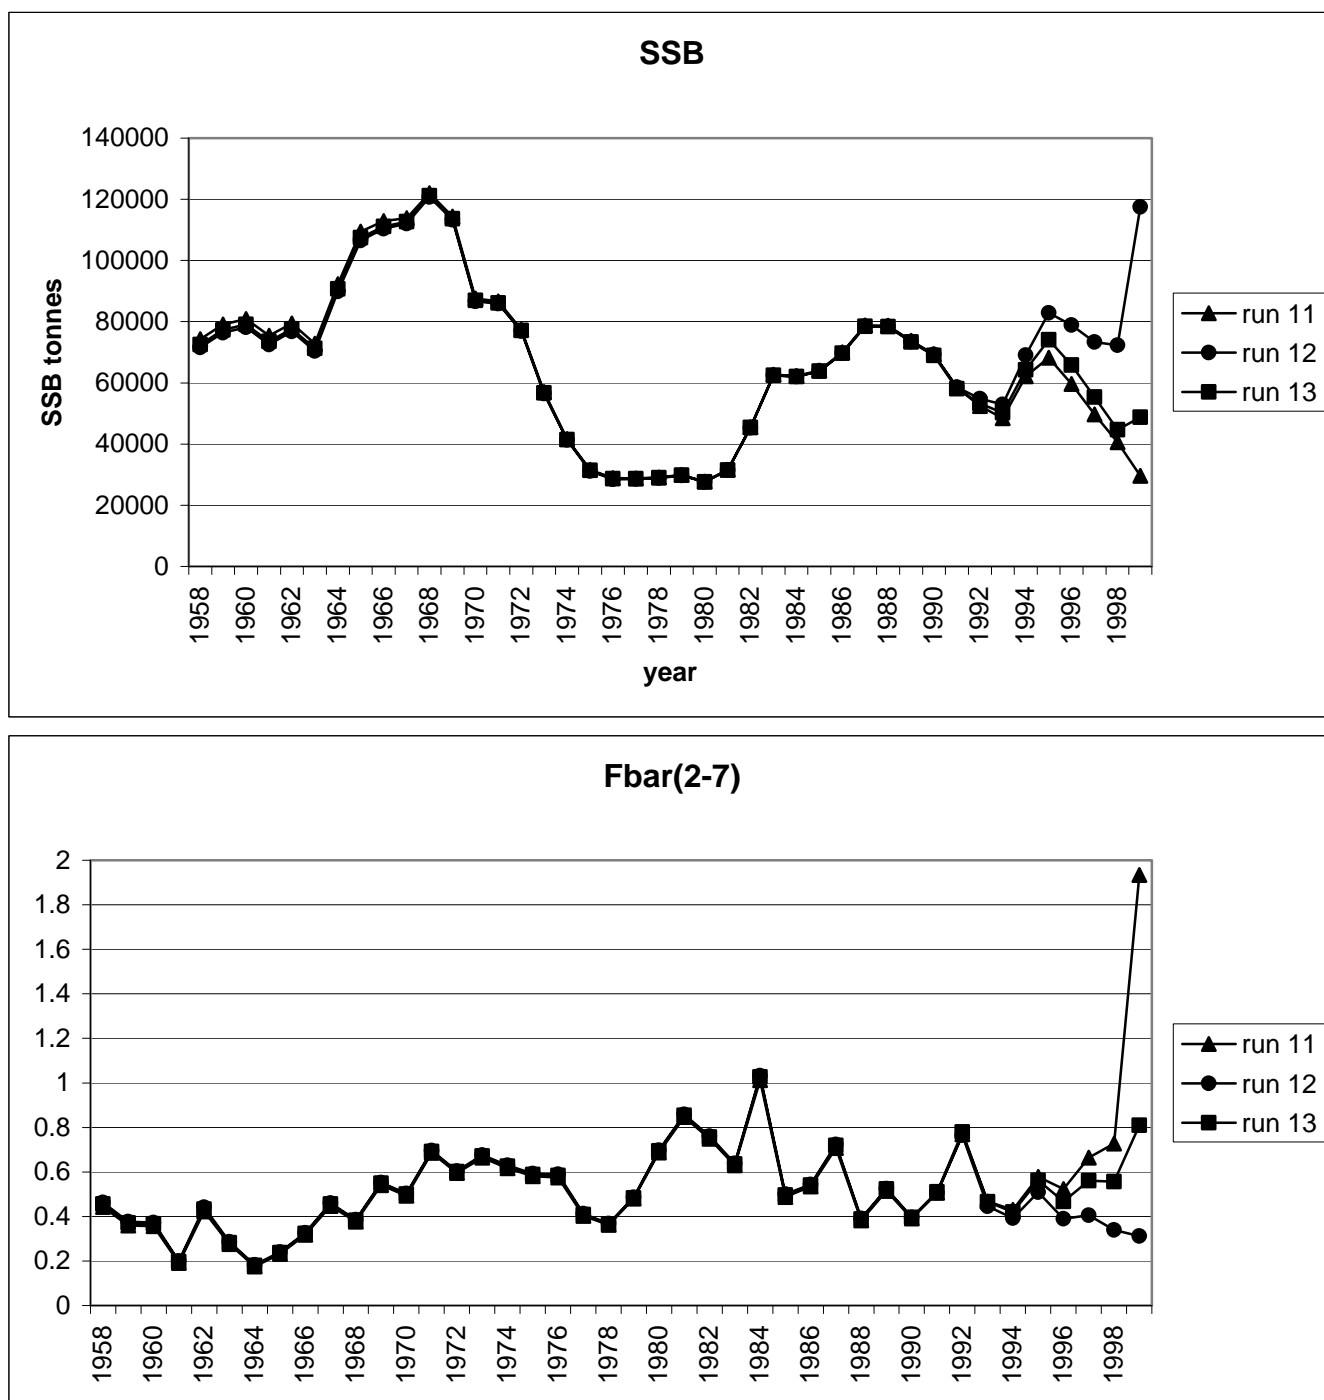 SSB
140000
120000
100000
80000
60000
40000
20000
0
SSB tonnes
1958 1960 1962 1964 1966 1968 1970 1972 1974 1976 1978 1980 1982 1984 1986 1988 1990 1992 1994 1996 1998
year
run 11
run 12
run 13
Fbar(2-7)
2
1.8
1.6
1.4
1.2
1
0.8
0.6
0.4
0.2
0
1958 1960 1962 1964 1966 1968 1970 1972 1974 1976 1978 1980 1982 1984 1986 1988 1990 1992 1994 1996 1998
run 11
run 12
run 13